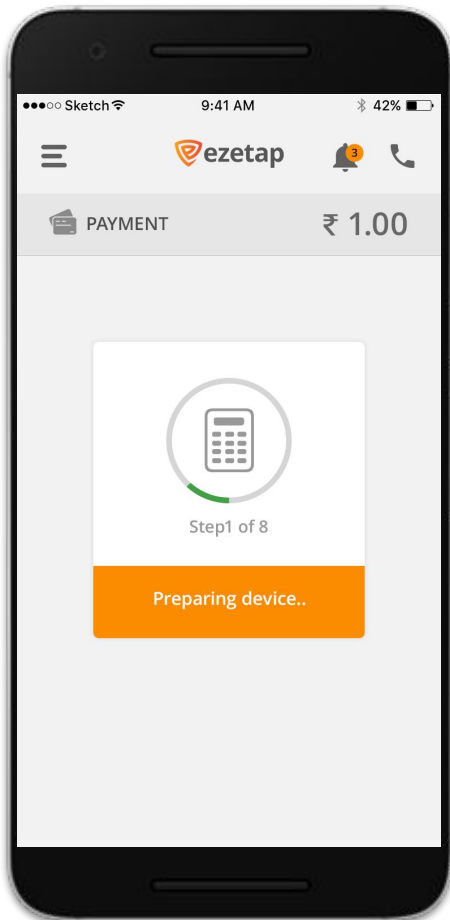 Sketch 9:41 AM 42%
ezetap 3
PAYMENT ₹ 1.00
Step1 of 8
Preparing device..